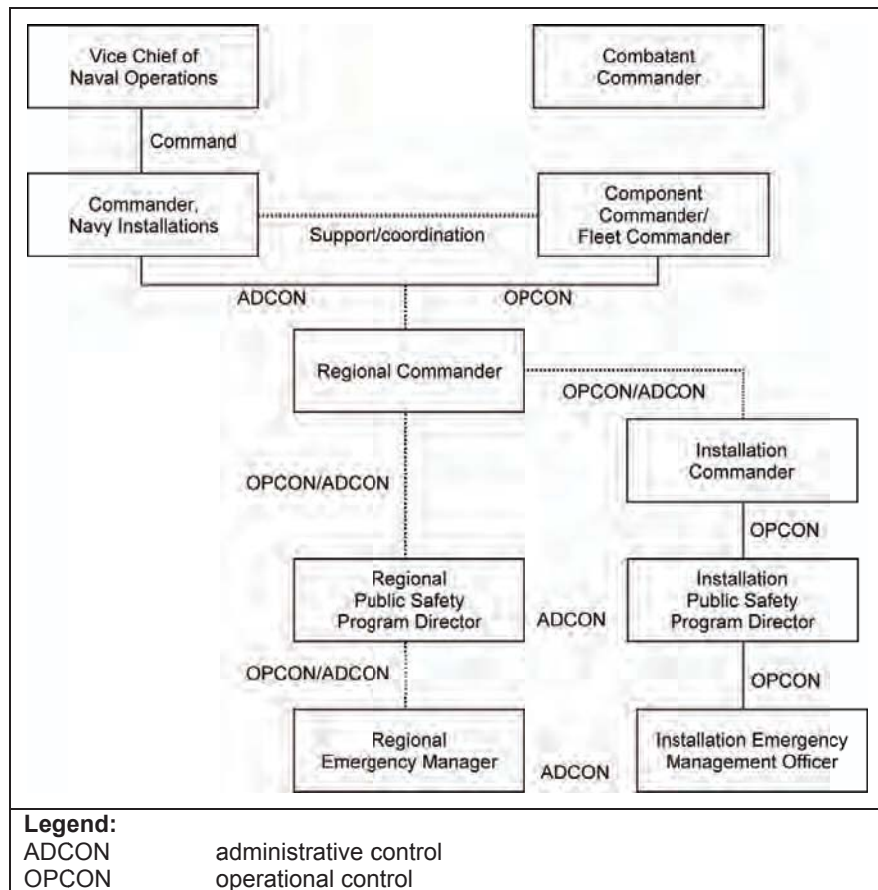 Vice Chief of
Naval Operations
Combatant
Commander
Command
Commander,
Navy Installations
Component
Commander/
Fleet Commander
Support/coordination
ADCON
OPCON
Regional Commander
OPCON/ADCON
Installation
Commander
OPCON/ADCON
OPCON
Regional
Public Safety
Program Director
ADCON
Installation
Public Safety
Program Director
OPCON/ADCON
OPCON
Regional
Emergency Manager
ADCON
Installation Emergency
Management Officer
Legend:
ADCON administrative control
OPCON operational control